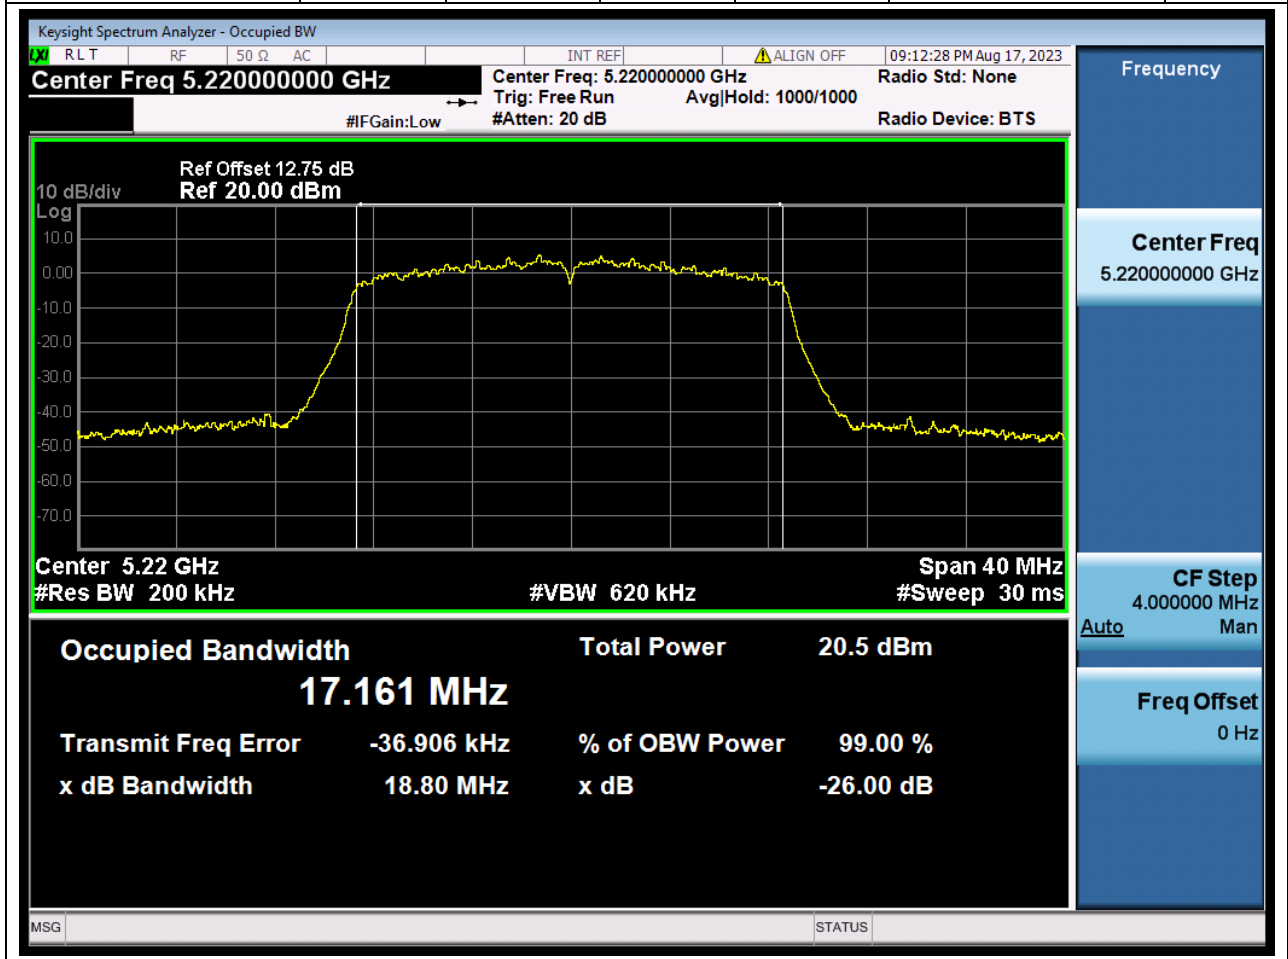 Keysight Spectrum Analyzer - Occupied BW
LXI RLT RF 50 Ω AC INT REF ALIGN OFF 09:12:28 PM Aug 17, 2023
Center Freq 5.220000000 GHz
Center Freq: 5.220000000 GHz
Radio Std: None
Trig: Free Run Avg|Hold: 1000/1000
#IFGain:Low
#Atten: 20 dB
Radio Device: BTS
Ref Offset 12.75 dB
10 dB/div Ref 20.00 dBm
Log
10.0
0.00
-10.0
-20.0
-30.0
-40.0
-50.0
-60.0
-70.0
Center 5.22 GHz
Span 40 MHz
#Res BW 200 kHz
#VBW 620 kHz
#Sweep 30 ms
Occupied Bandwidth
Total Power 20.5 dBm
17.161 MHz
Transmit Freq Error -36.906 kHz
% of OBW Power 99.00 %
x dB Bandwidth 18.80 MHz
x dB -26.00 dB
MSG
STATUS
Frequency
Center Freq
5.220000000 GHz
CF Step
4.000000 MHz
Auto Man
Freq Offset
0 Hz